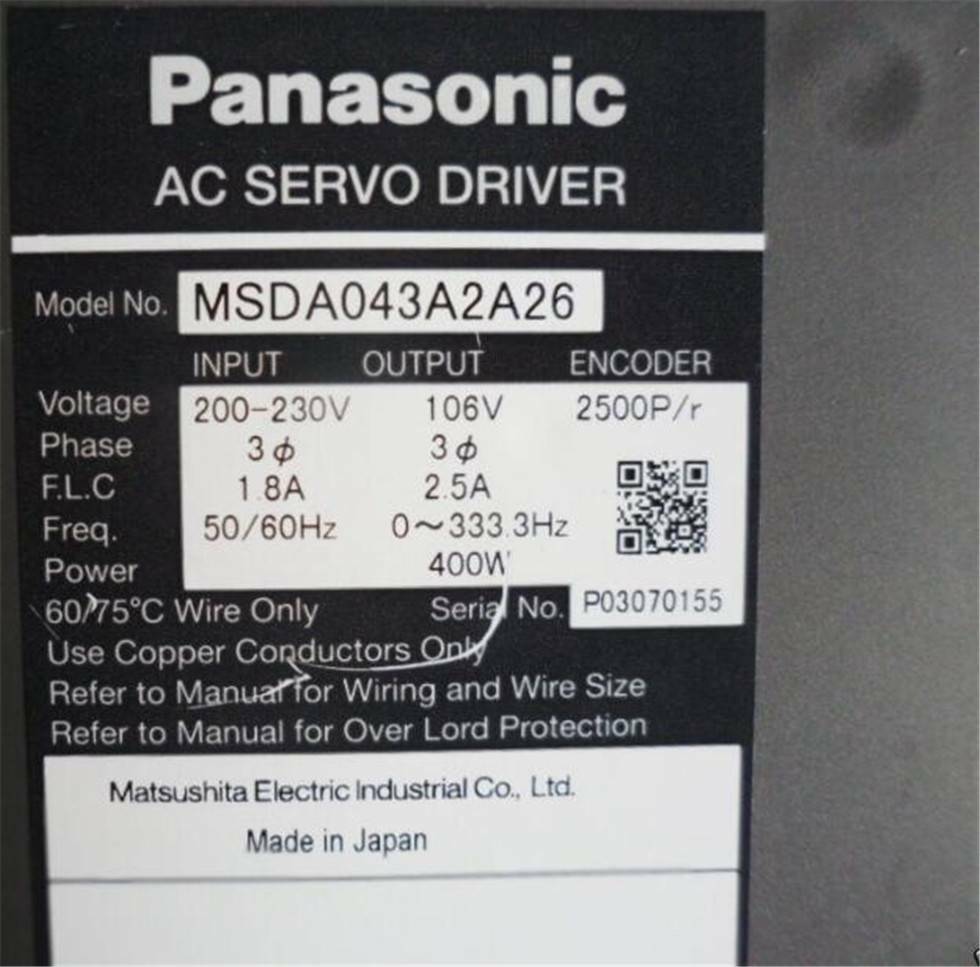 Panasonic
AC SERVO DRIVER
Model No. MSDA043A2A26
INPUT OUTPUT ENCODER
Voltage 200-230V 106V 2500P/r
Phase 3ϕ 3ϕ
F.L.C 1.8A 2.5A
Freq. 50/60Hz 0～333.3Hz
Power 400W
60/75°C Wire Only Serial No. P03070155
Use Copper Conductors Only
Refer to Manual for Wiring and Wire Size
Refer to Manual for Over Lord Protection
Matsushita Electric Industrial Co., Ltd.
Made in Japan